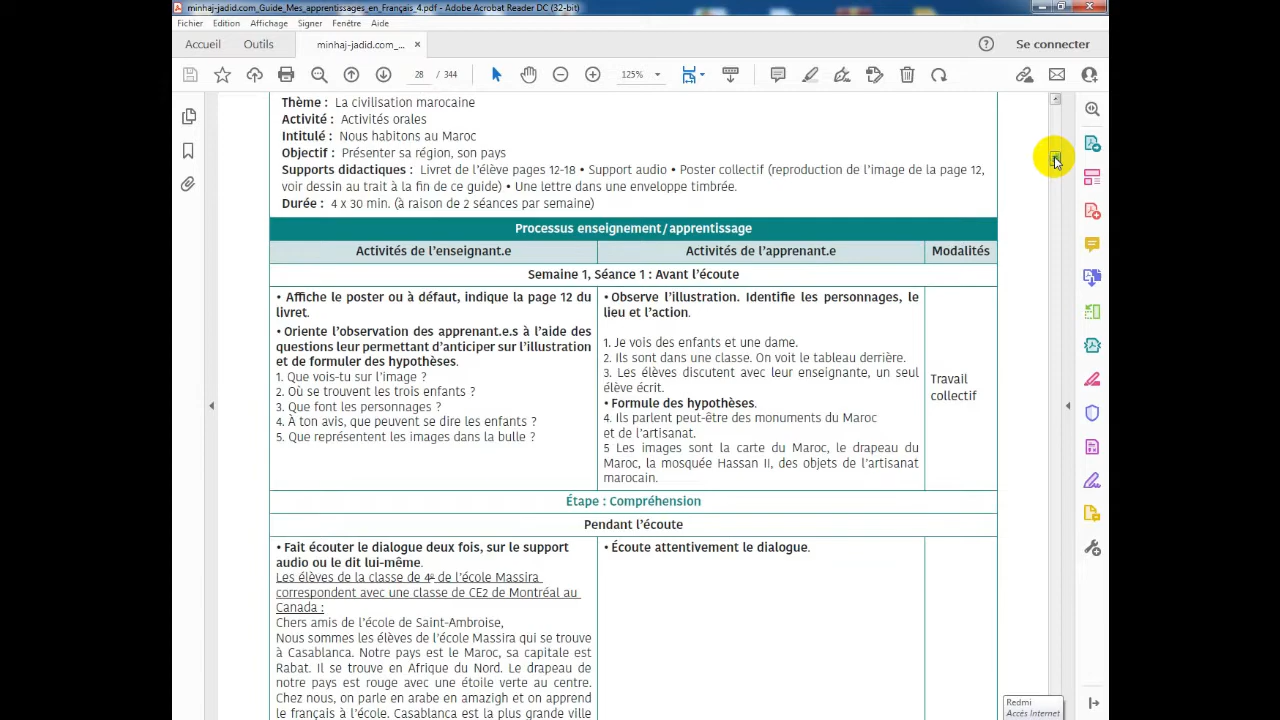 minhaj-jadid.com_Guide_Mes_apprentissages_en_Français_4.pdf - Adobe Acrobat Reader DC (32-bit)
Fichier Edition Affichage Signer Fenêtre Aide
Accueil Outils minhaj-jadid.com_... × Se connecter
28 / 344 125%
Thème : La civilisation marocaine
Activité : Activités orales
Intitulé : Nous habitons au Maroc
Objectif : Présenter sa région, son pays
Supports didactiques : Livret de l'élève pages 12-18 • Support audio • Poster collectif (reproduction de l'image de la page 12,
voir dessin au trait à la fin de ce guide) • Une lettre dans une enveloppe timbrée.
Durée : 4 x 30 min. (à raison de 2 séances par semaine)
Processus enseignement/apprentissage
Activités de l'enseignant.e Activités de l'apprenant.e Modalités
Semaine 1, Séance 1 : Avant l'écoute
• Affiche le poster ou à défaut, indique la page 12 du
livret.
• Oriente l'observation des apprenant.e.s à l'aide des
questions leur permettant d'anticiper sur l'illustration
et de formuler des hypothèses.
1. Que vois-tu sur l'image ?
2. Où se trouvent les trois enfants ?
3. Que font les personnages ?
4. À ton avis, que peuvent se dire les enfants ?
5. Que représentent les images dans la bulle ?
• Observe l'illustration. Identifie les personnages, le
lieu et l'action.
1. Je vois des enfants et une dame.
2. Ils sont dans une classe. On voit le tableau derrière.
3. Les élèves discutent avec leur enseignante, un seul
élève écrit.
• Formule des hypothèses.
4. Ils parlent peut-être des monuments du Maroc
et de l'artisanat.
5 Les images sont la carte du Maroc, le drapeau du
Maroc, la mosquée Hassan II, des objets de l'artisanat
marocain.
Travail
collectif
Étape : Compréhension
Pendant l'écoute
• Fait écouter le dialogue deux fois, sur le support
audio ou le dit lui-même.
Les élèves de la classe de 4e de l'école Massira
correspondent avec une classe de CE2 de Montréal au
Canada :
Chers amis de l'école de Saint-Ambroise,
Nous sommes les élèves de l'école Massira qui se trouve
à Casablanca. Notre pays est le Maroc, sa capitale est
Rabat. Il se trouve en Afrique du Nord. Le drapeau de
notre pays est rouge avec une étoile verte au centre.
Chez nous, on parle en arabe en amazigh et on apprend
le français à l'école. Casablanca est la plus grande ville
• Écoute attentivement le dialogue.
Redmi
Accès Internet